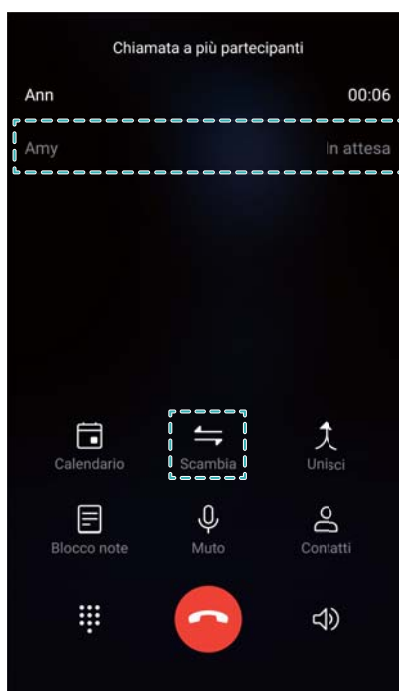 Chiamata a più partecipanti
Ann 00:06
Amy In attesa
Calendario Scambia Unisci
Blocco note Muto Contatti